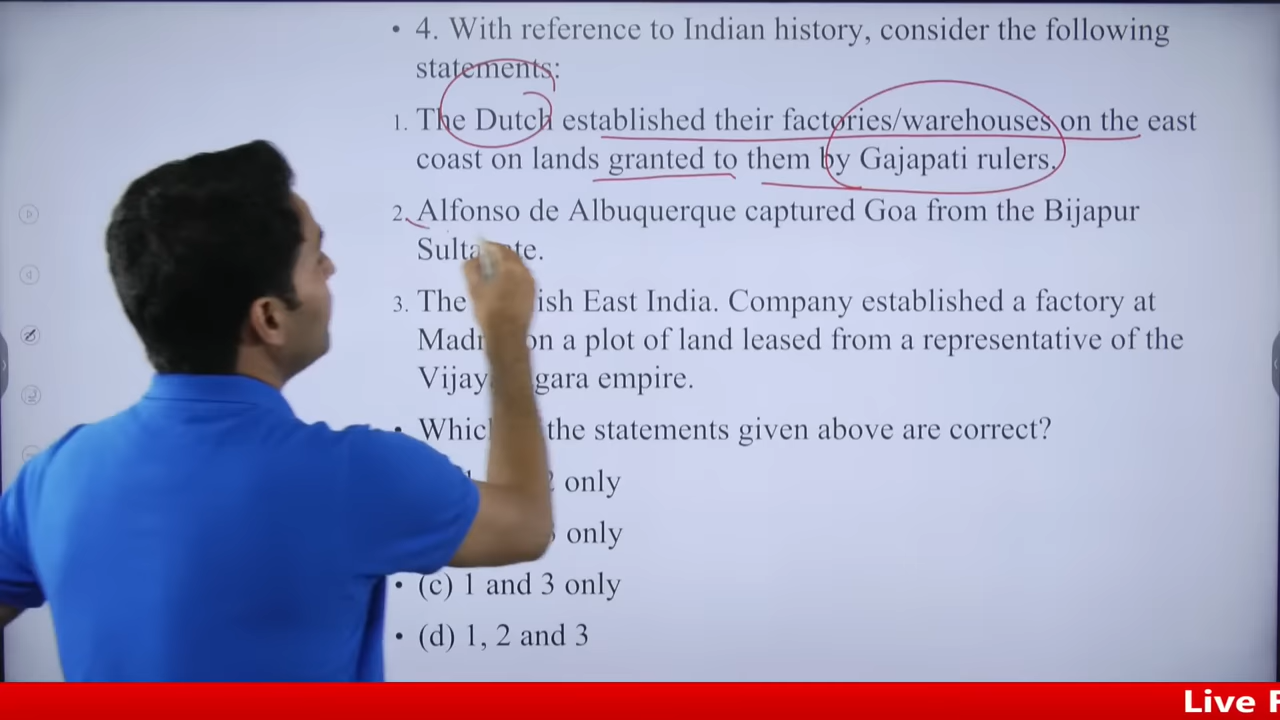 • 4. With reference to Indian history, consider the following
statements:
1. The Dutch established their factories/warehouses on the east
coast on lands granted to them by Gajapati rulers.
2. Alfonso de Albuquerque captured Goa from the Bijapur
Sulta te.
3. The ish East India. Company established a factory at
Madr on a plot of land leased from a representative of the
Vijay gara empire.
• Whic the statements given above are correct?
only
only
• (c) 1 and 3 only
• (d) 1, 2 and 3
Live